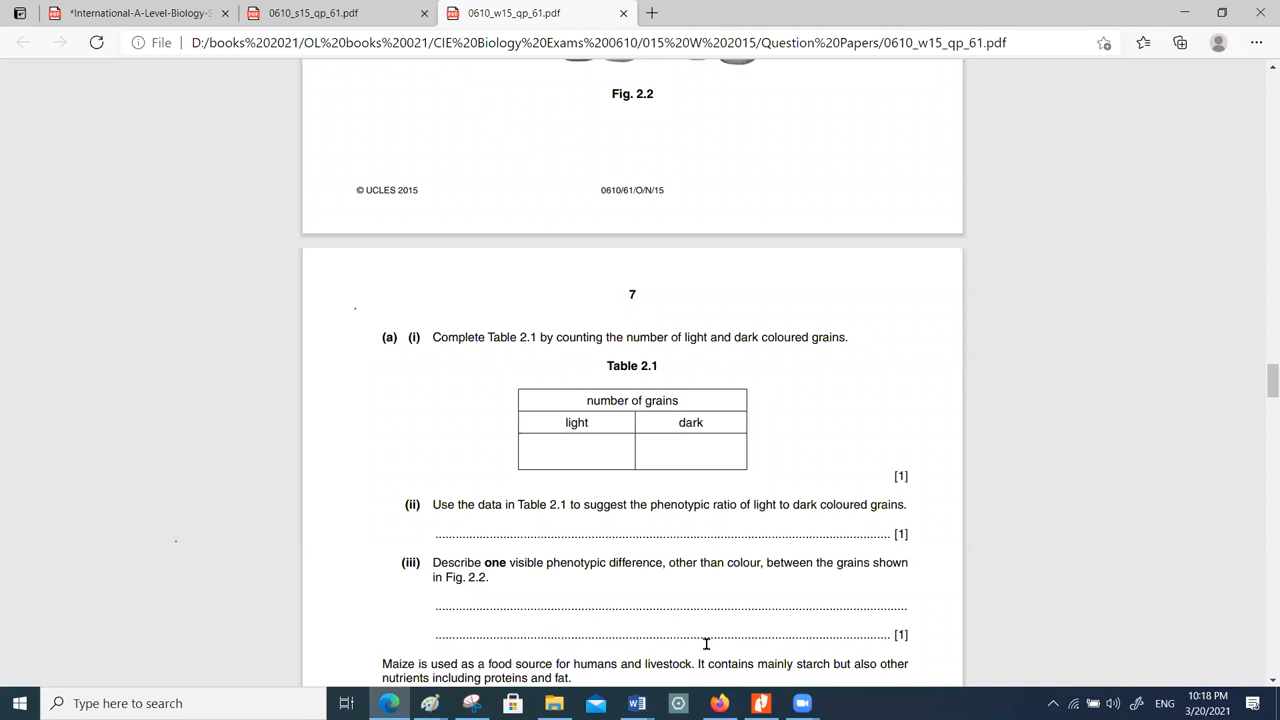 *International-A-Level-Biology-S
0610_s15_qp_61.pdf
0610_w15_qp_61.pdf
File
D:/books%202021/OL%20books%20021/CIE%20Biology%20Exams%200610/015%20W%202015/Question%20Papers/0610_w15_qp_61.pdf
Fig. 2.2
© UCLES 2015
0610/61/O/N/15
7
(a) (i) Complete Table 2.1 by counting the number of light and dark coloured grains.
Table 2.1
number of grains
light dark
[1]
(ii) Use the data in Table 2.1 to suggest the phenotypic ratio of light to dark coloured grains.
[1]
(iii) Describe one visible phenotypic difference, other than colour, between the grains shown
in Fig. 2.2.
[1]
Maize is used as a food source for humans and livestock. It contains mainly starch but also other
nutrients including proteins and fat.
Type here to search
ENG
10:18 PM
3/20/2021